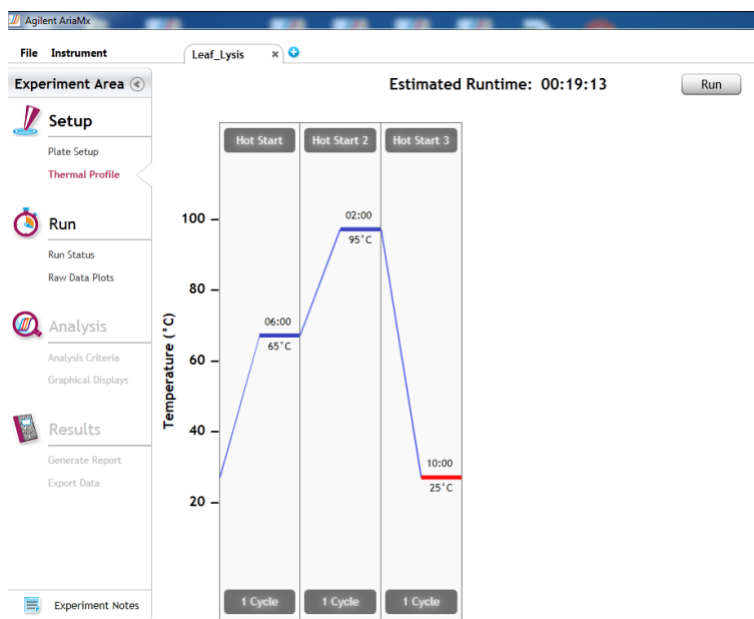 Agilent AriaMx
File Instrument
Leaf_Lysis
Experiment Area
Estimated Runtime: 00:19:13
Run
Setup
Plate Setup
Thermal Profile
Run
Run Status
Raw Data Plots
Analysis
Analysis Criteria
Graphical Displays
Results
Generate Report
Export Data
Experiment Notes
Hot Start
Hot Start 2
Hot Start 3
Temperature (°C)
100
80
60
40
20
06:00
65°C
02:00
95°C
10:00
25°C
1 Cycle
1 Cycle
1 Cycle